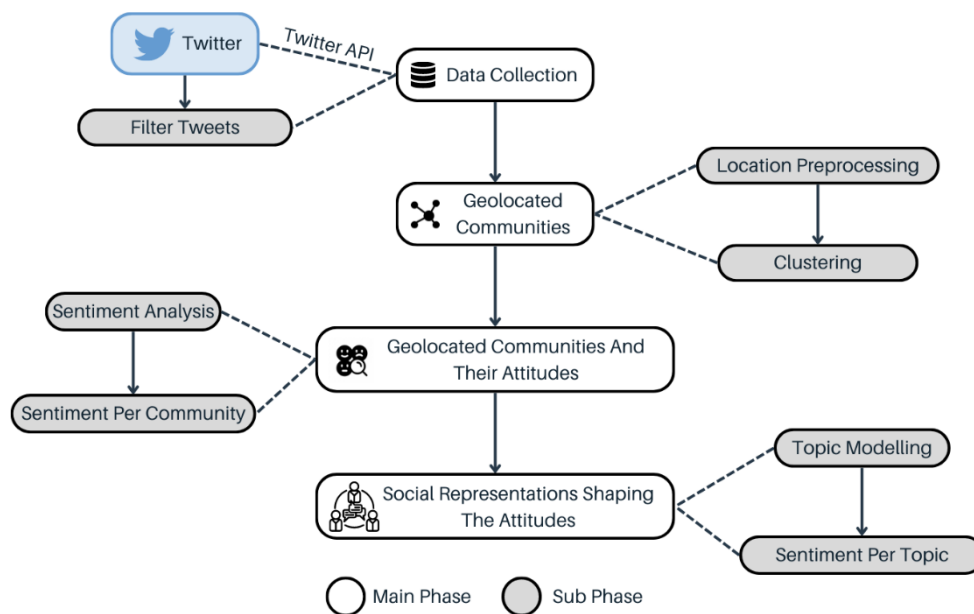 Twitter
Twitter API
Data Collection
Filter Tweets
Location Preprocessing
Geolocated
Communities
Clustering
Sentiment Analysis
Geolocated Communities And
Their Attitudes
Sentiment Per Community
Topic Modelling
Social Representations Shaping
The Attitudes
Sentiment Per Topic
Main Phase
Sub Phase